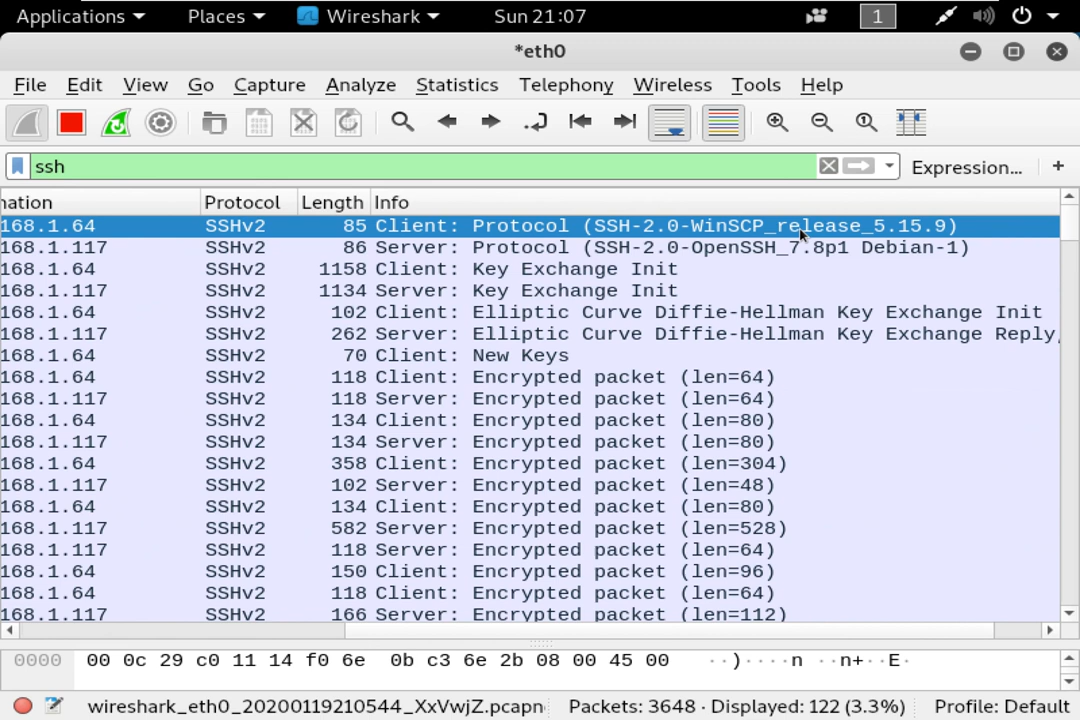 Applications Places Wireshark Sun 21:07 1
*eth0
File Edit View Go Capture Analyze Statistics Telephony Wireless Tools Help
ssh Expression... +
nation Protocol Length Info
168.1.64 SSHv2 85 Client: Protocol (SSH-2.0-WinSCP_release_5.15.9)
168.1.117 SSHv2 86 Server: Protocol (SSH-2.0-OpenSSH_7.8p1 Debian-1)
168.1.64 SSHv2 1158 Client: Key Exchange Init
168.1.117 SSHv2 1134 Server: Key Exchange Init
168.1.64 SSHv2 102 Client: Elliptic Curve Diffie-Hellman Key Exchange Init
168.1.117 SSHv2 262 Server: Elliptic Curve Diffie-Hellman Key Exchange Reply,
168.1.64 SSHv2 70 Client: New Keys
168.1.64 SSHv2 118 Client: Encrypted packet (len=64)
168.1.117 SSHv2 118 Server: Encrypted packet (len=64)
168.1.64 SSHv2 134 Client: Encrypted packet (len=80)
168.1.117 SSHv2 134 Server: Encrypted packet (len=80)
168.1.64 SSHv2 358 Client: Encrypted packet (len=304)
168.1.117 SSHv2 102 Server: Encrypted packet (len=48)
168.1.64 SSHv2 134 Client: Encrypted packet (len=80)
168.1.117 SSHv2 582 Server: Encrypted packet (len=528)
168.1.117 SSHv2 118 Server: Encrypted packet (len=64)
168.1.64 SSHv2 150 Client: Encrypted packet (len=96)
168.1.64 SSHv2 118 Client: Encrypted packet (len=64)
168.1.117 SSHv2 166 Server: Encrypted packet (len=112)
0000 00 0c 29 c0 11 14 f0 6e 0b c3 6e 2b 08 00 45 00 ··)····n ··n+··E·
wireshark_eth0_20200119210544_XxVwjZ.pcapn Packets: 3648 · Displayed: 122 (3.3%) Profile: Default